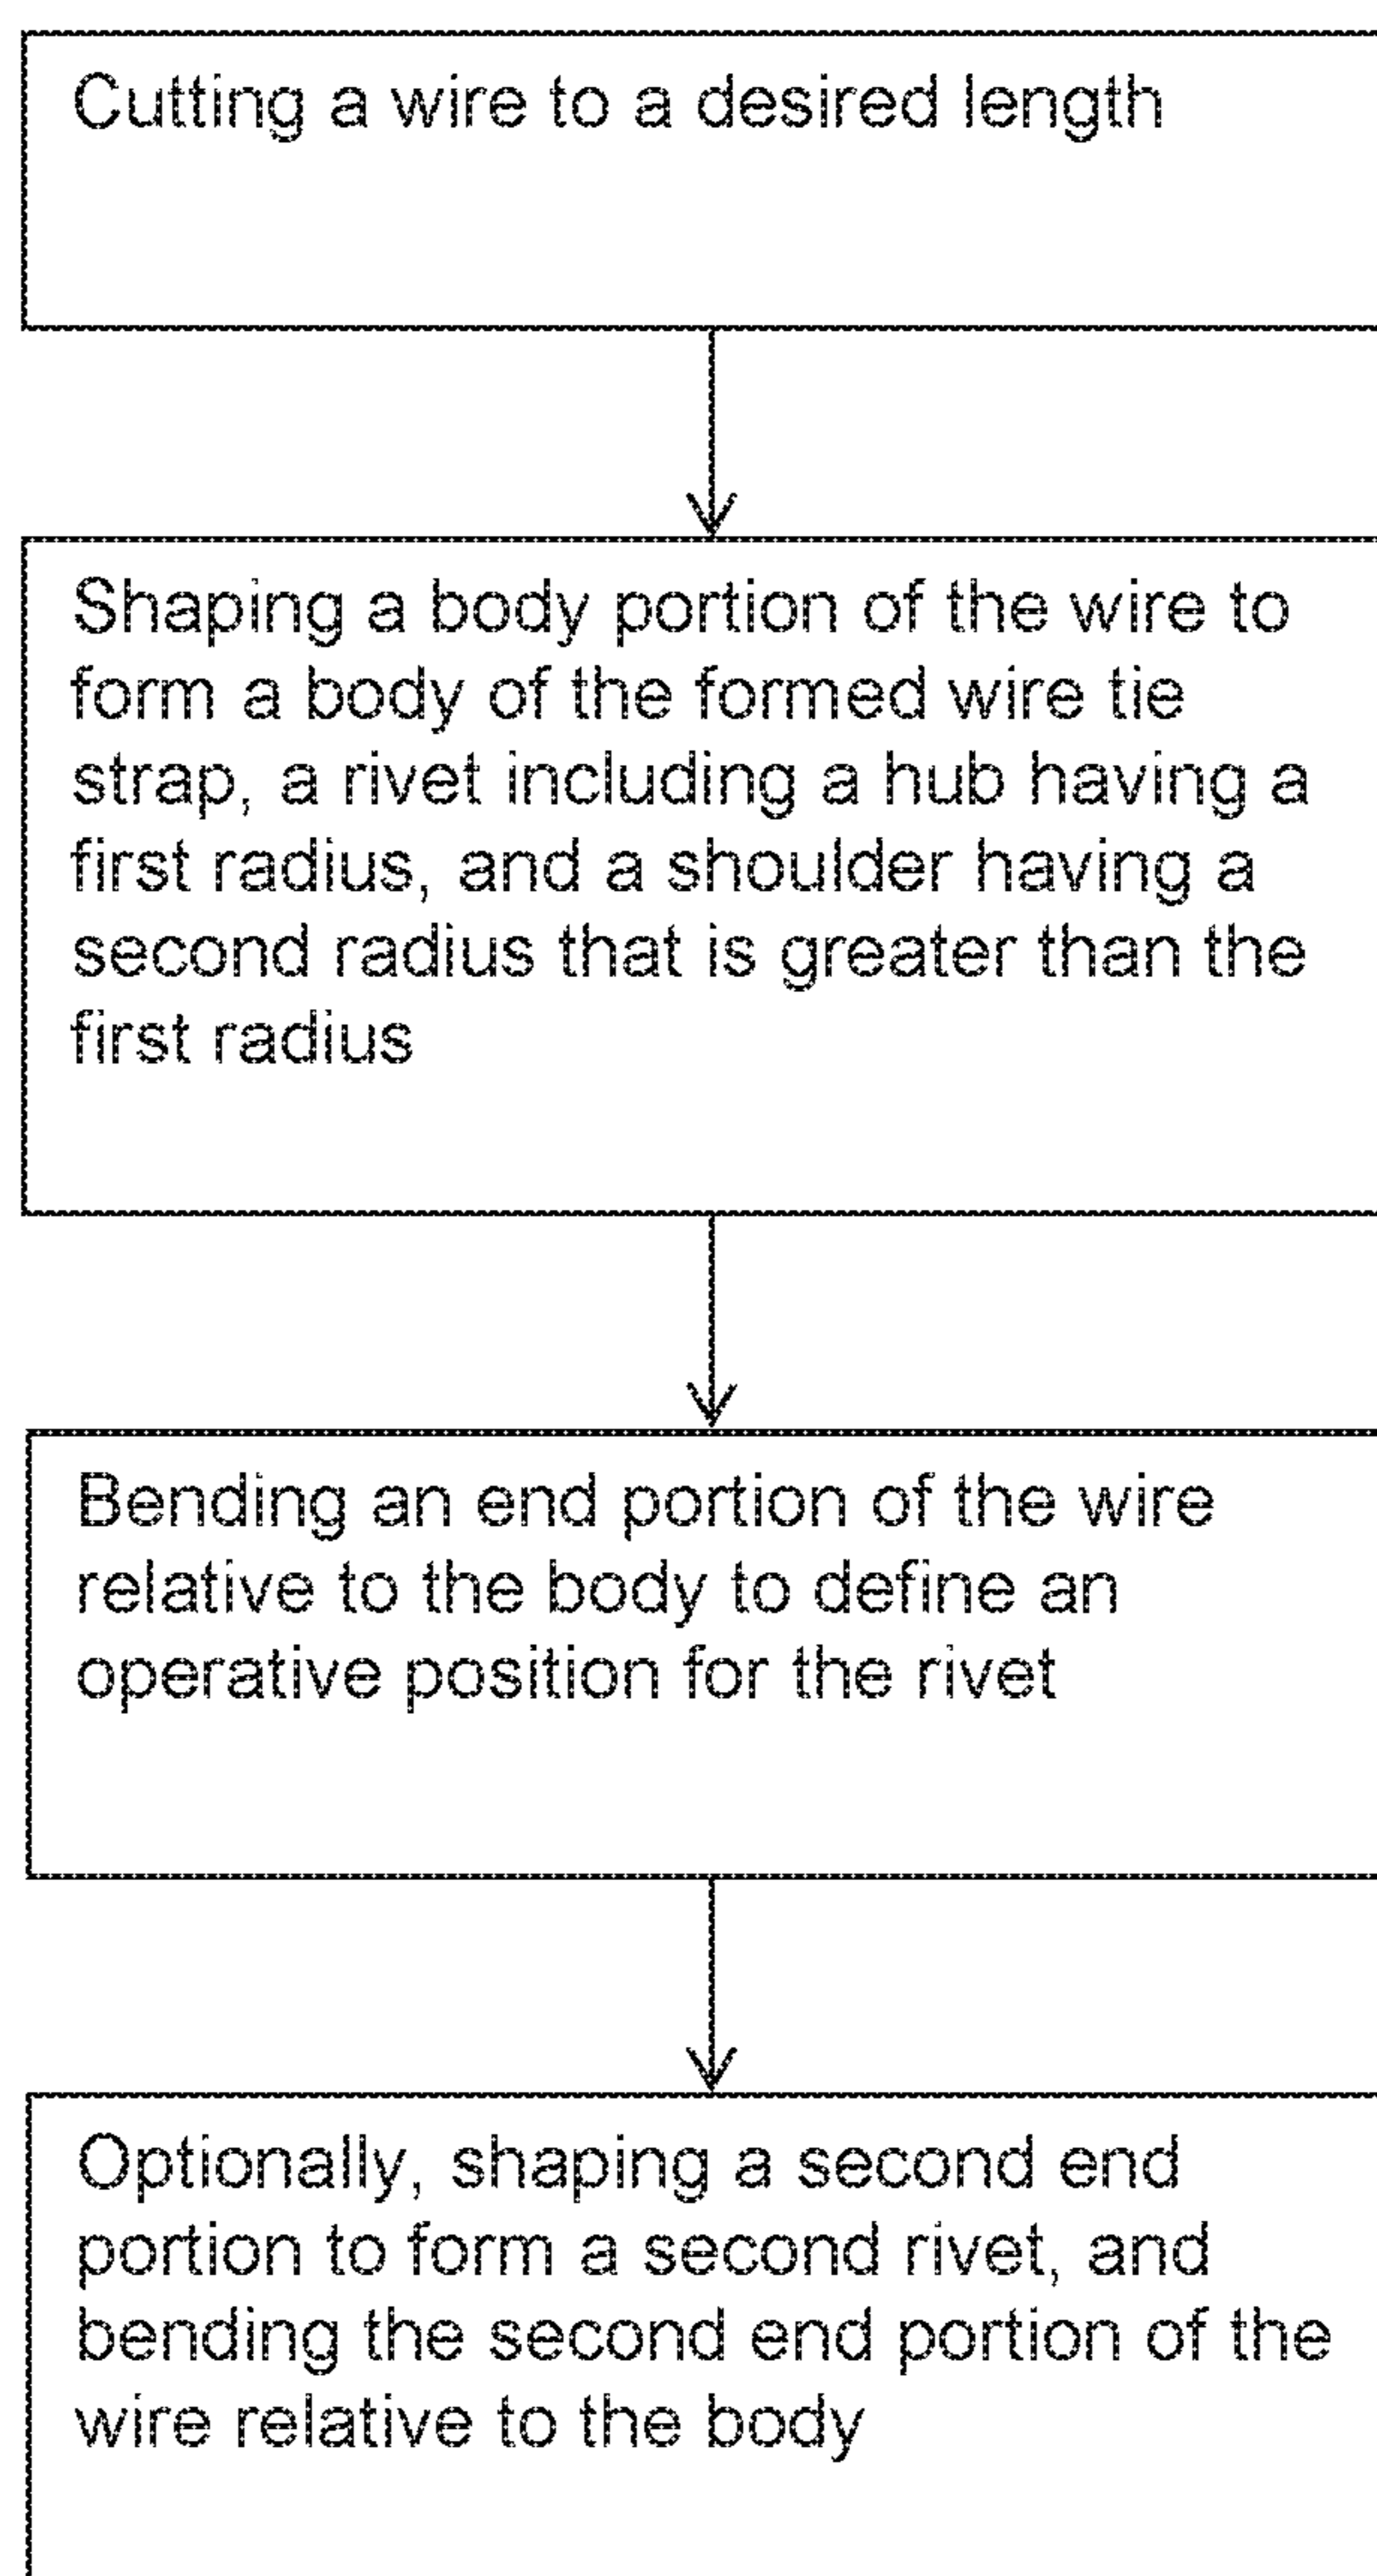 Cutting a wire to a desired length
Shaping a body portion of the wire to
form a body of the formed wire tie
strap, a rivet including a hub having a
first radius, and a shoulder having a
second radius that is greater than the
first radius
Bending an end portion of the wire
relative to the body to define an
operative position for the rivet
Optionally, shaping a second end
portion to form a second rivet, and
bending the second end portion of the
wire relative to the body